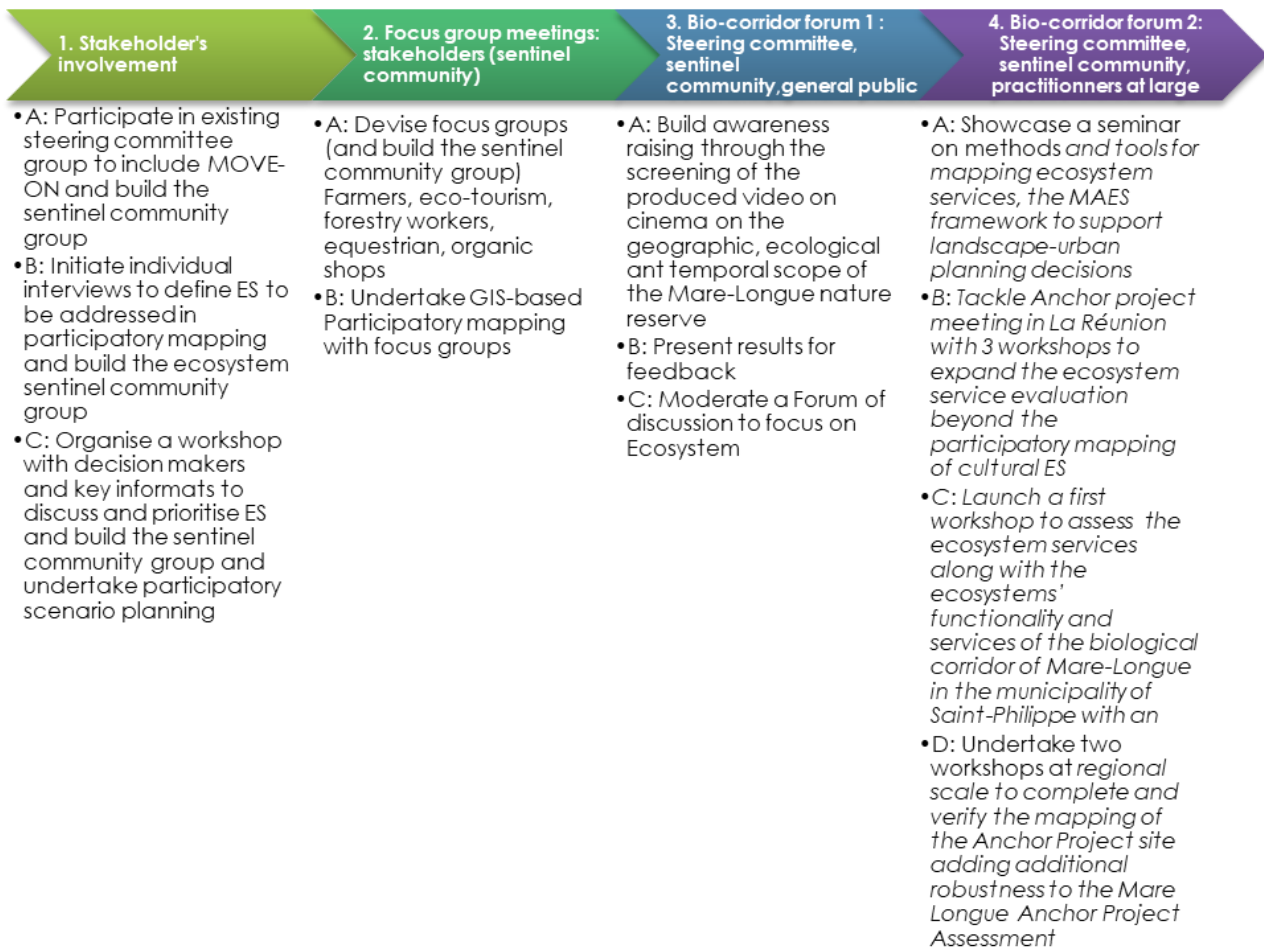 1. Stakeholder's
involvement
•A: Participate in existing
steering committee
group to include MOVE-
ON and build the
sentinel community
group
•B: Initiate individual
interviews to define ES to
be addressed in
participatory mapping
and build the ecosystem
sentinel community
group
•C: Organise a workshop
with decision makers
and key informats to
discuss and prioritise ES
and build the sentinel
community group and
undertake participatory
scenario planning
2. Focus group meetings:
stakeholders (sentinel
community)
•A: Devise focus groups
(and build the sentinel
community group)
Farmers, eco-tourism,
forestry workers,
equestrian, organic
shops
•B: Undertake GIS-based
Participatory mapping
with focus groups
3. Bio-corridor forum 1 :
Steering committee,
sentinel
community,general public
•A: Build awareness
raising through the
screening of the
produced video on
cinema on the
geographic, ecological
ant temporal scope of
the Mare-Longue nature
reserve
•B: Present results for
feedback
•C: Moderate a Forum of
discussion to focus on
Ecosystem
4. Bio-corridor forum 2:
Steering committee,
sentinel community,
practitionners at large
•A: Showcase a seminar
on methods and tools for
mapping ecosystem
services, the MAES
framework to support
landscape-urban
planning decisions
•B: Tackle Anchor project
meeting in La Réunion
with 3 workshops to
expand the ecosystem
service evaluation
beyond the
participatory mapping
of cultural ES
•C: Launch a first
workshop to assess the
ecosystem services
along with the
ecosystems'
functionality and
services of the biological
corridor of Mare-Longue
in the municipality of
Saint-Philippe with an
•D: Undertake two
workshops at regional
scale to complete and
verify the mapping of
the Anchor Project site
adding additional
robustness to the Mare
Longue Anchor Project
Assessment